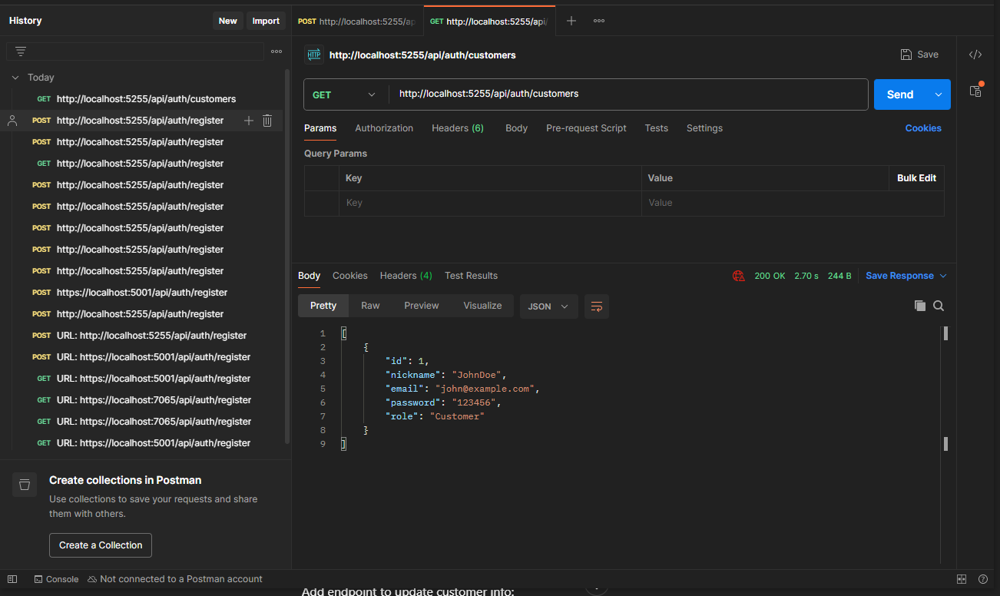 History
New
Import
Today
GET http://localhost:5255/api/auth/customers
POST http://localhost:5255/api/auth/register
POST http://localhost:5255/api/auth/register
GET http://localhost:5255/api/auth/register
POST http://localhost:5255/api/auth/register
POST http://localhost:5255/api/auth/register
POST http://localhost:5255/api/auth/register
POST http://localhost:5255/api/auth/register
POST http://localhost:5255/api/auth/register
POST https://localhost:5001/api/auth/register
POST http://localhost:5255/api/auth/register
POST URL: http://localhost:5255/api/auth/register
POST URL: https://localhost:5001/api/auth/register
GET URL: https://localhost:5001/api/auth/register
GET URL: https://localhost:7065/api/auth/register
GET URL: https://localhost:7065/api/auth/register
GET URL: https://localhost:5001/api/auth/register
Create collections in Postman
Use collections to save your requests and share
them with others.
Create a Collection
POST http://localhost:5255/ap
GET http://localhost:5255/api/
HTTP http://localhost:5255/api/auth/customers
Save
GET http://localhost:5255/api/auth/customers
Send
Params Authorization Headers (6) Body Pre-request Script Tests Settings Cookies
Query Params
Key Value Bulk Edit
Key Value
Body Cookies Headers (4) Test Results 200 OK 2.70 s 244 B Save Response
Pretty Raw Preview Visualize JSON
1 [
2 {
3 "id": 1,
4 "nickname": "JohnDoe",
5 "email": "john@example.com",
6 "password": "123456",
7 "role": "Customer"
8 }
9 ]
Console Not connected to a Postman account
Add endpoint to update customer info: